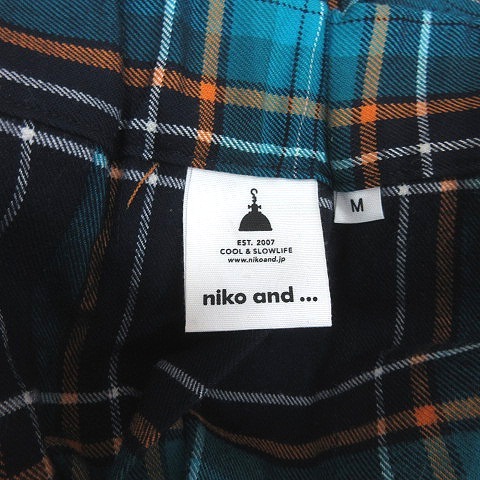 EST. 2007
COOL & SLOWLIFE
www.nikoand.jp
niko and ...
M